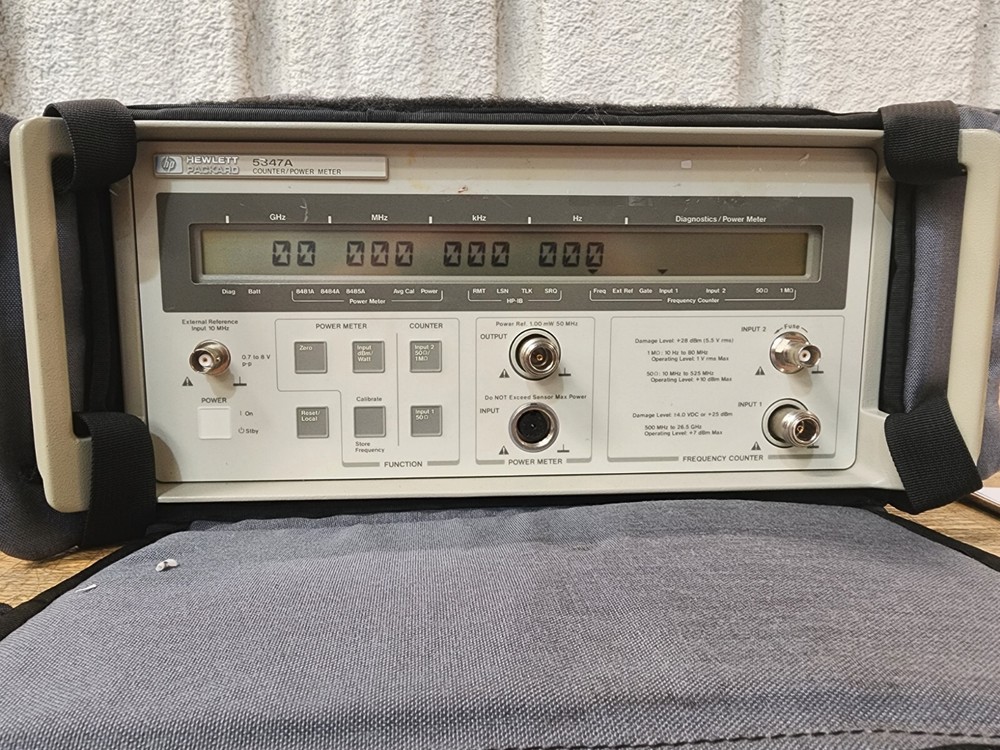 hp HEWLETT PACKARD 5347A
COUNTER/POWER METER
GHz MHz kHz Hz Diagnostics/Power Meter
00 000 000 000
Diag Batt 8481A 8484A 8485A Avg Cal Power RMT LSN TLK SRQ Freq Ext Ref Gate Input 1 Input 2 50Ω 1 MΩ
Power Meter HP-IB Frequency Counter
External Reference
Input 10 MHz
0.7 to 8 V
p-p
POWER
| On
Stby
POWER METER
COUNTER
Zero
Input
dBm/
Watt
Input 2
50Ω/
1MΩ
Reset/
Local
Calibrate
Store
Frequency
Input 1
50Ω
FUNCTION
Power Ref. 1.00 mW 50 MHz
OUTPUT
Do NOT Exceed Sensor Max Power
INPUT
POWER METER
INPUT 2
Fuse
Damage Level: +28 dBm (5.5 V rms)
1 MΩ: 10 Hz to 80 MHz
Operating Level: 1 V rms Max
50Ω: 10 MHz to 525 MHz
Operating Level: +10 dBm Max
INPUT 1
Damage Level: 14.0 VDC or +25 dBm
500 MHz to 26.5 GHz
Operating Level: +7 dBm Max
FREQUENCY COUNTER